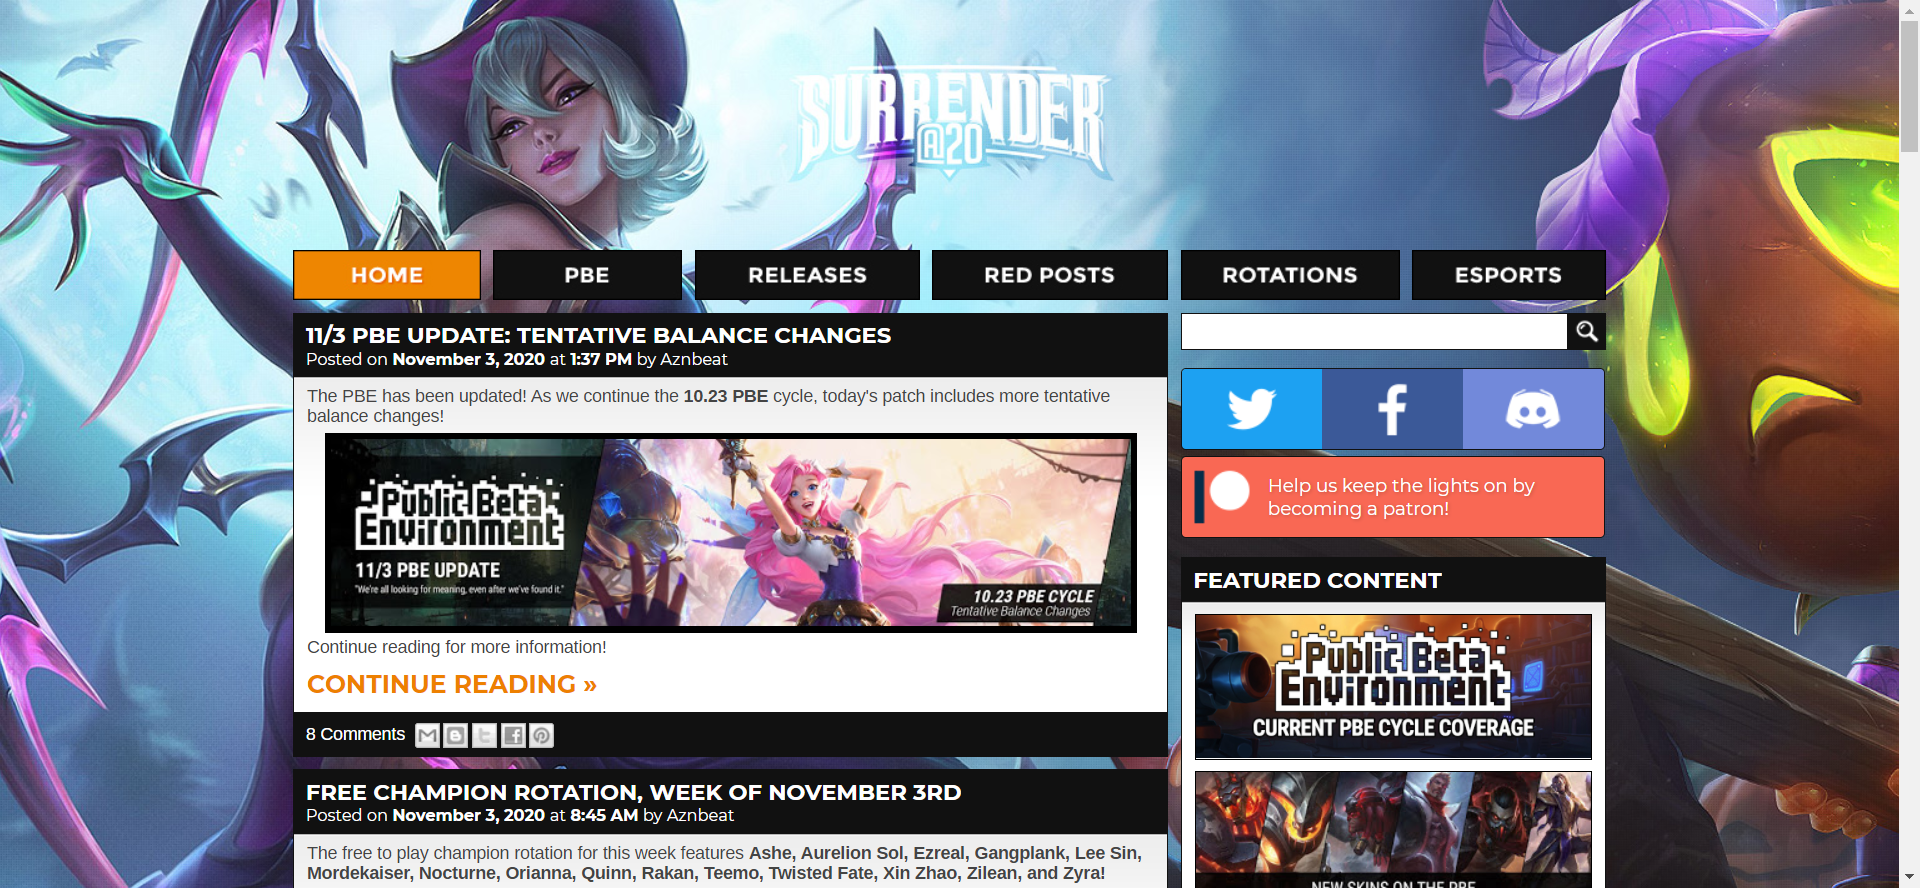 SURRENDER
@20
HOME
PBE
RELEASES
RED POSTS
ROTATIONS
ESPORTS
11/3 PBE UPDATE: TENTATIVE BALANCE CHANGES
Posted on November 3, 2020 at 1:37 PM by Aznbeat
The PBE has been updated! As we continue the 10.23 PBE cycle, today's patch includes more tentative
balance changes!
Public Beta
Environment
11/3 PBE UPDATE
"We're all looking for meaning, even after we've found it."
10.23 PBE CYCLE
Tentative Balance Changes
Continue reading for more information!
CONTINUE READING »
8 Comments
FREE CHAMPION ROTATION, WEEK OF NOVEMBER 3RD
Posted on November 3, 2020 at 8:45 AM by Aznbeat
The free to play champion rotation for this week features Ashe, Aurelion Sol, Ezreal, Gangplank, Lee Sin,
Mordekaiser, Nocturne, Orianna, Quinn, Rakan, Teemo, Twisted Fate, Xin Zhao, Zilean, and Zyra!
Help us keep the lights on by
becoming a patron!
FEATURED CONTENT
Public Beta
Environment
CURRENT PBE CYCLE COVERAGE
NEW SKINS ON THE PBE